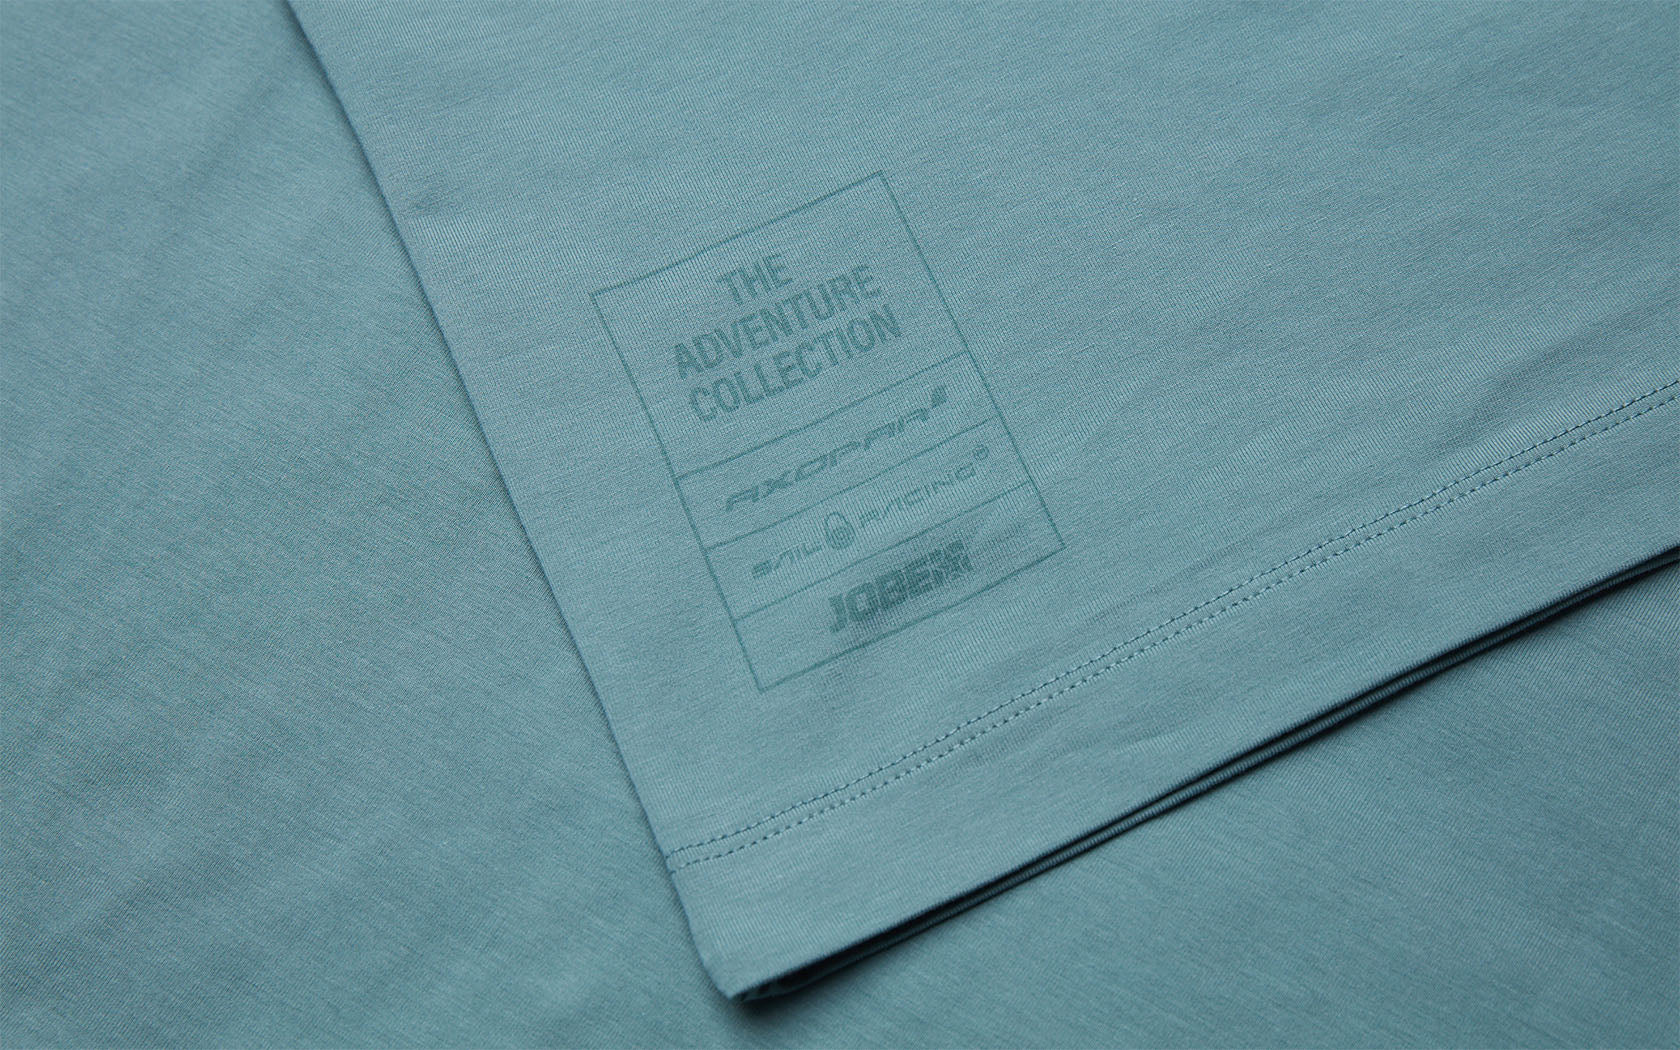 THE
ADVENTURE
COLLECTION
AXOPAR
SAIL RACING
JOBE